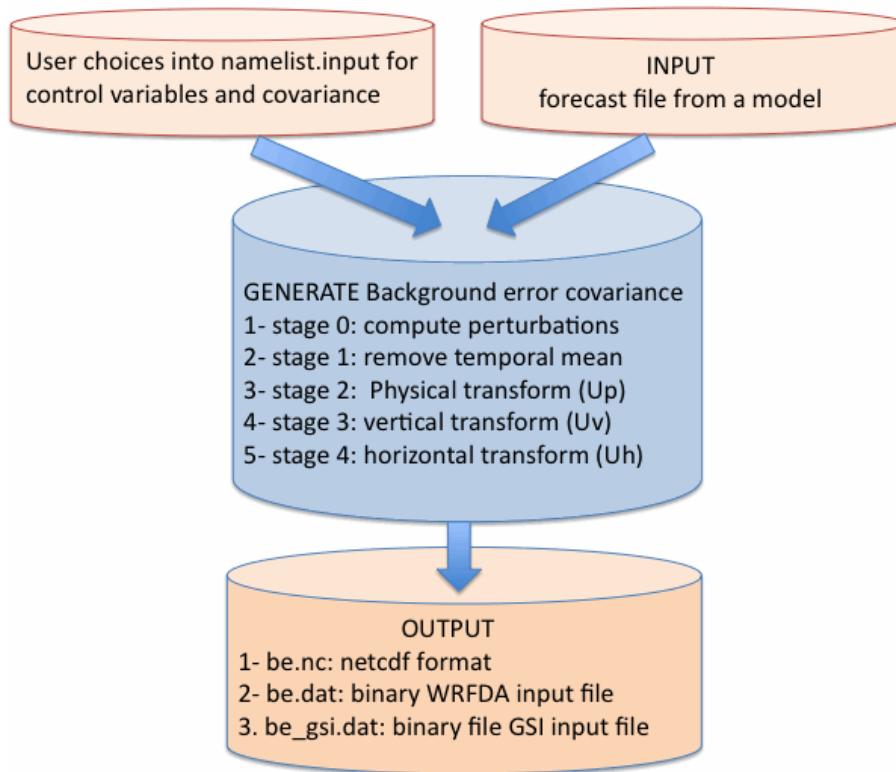 User choices into namelist.input for
control variables and covariance
INPUT
forecast file from a model
GENERATE Background error covariance
1- stage 0: compute perturbations
2- stage 1: remove temporal mean
3- stage 2:  Physical transform (Up)
4- stage 3: vertical transform (Uv)
5- stage 4: horizontal transform (Uh)
OUTPUT
1- be.nc: netcdf format
2- be.dat: binary WRFDA input file
3. be_gsi.dat: binary file GSI input file